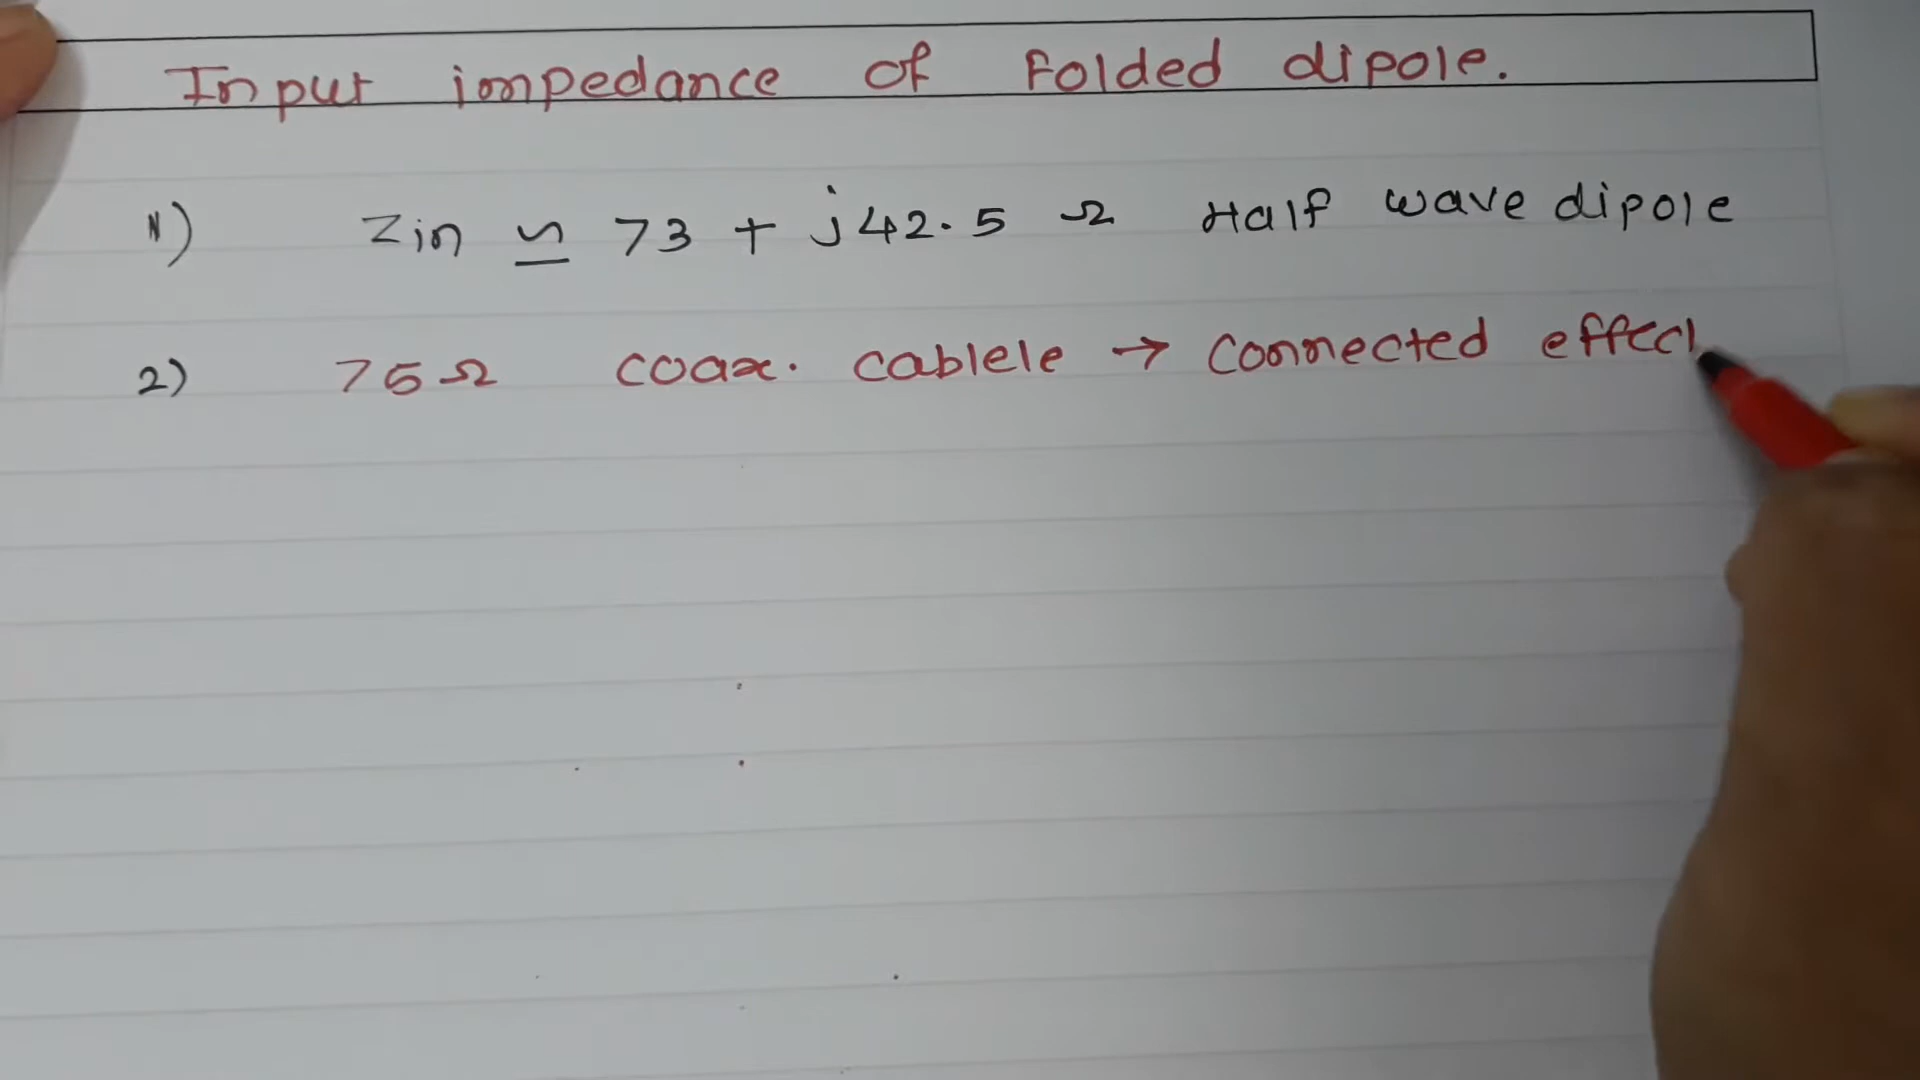 Input impedance of Folded dipole.
1) Zin ≃ 73 + j42.5 Ω Half wave dipole
2) 75Ω coax. cablele → connected effect